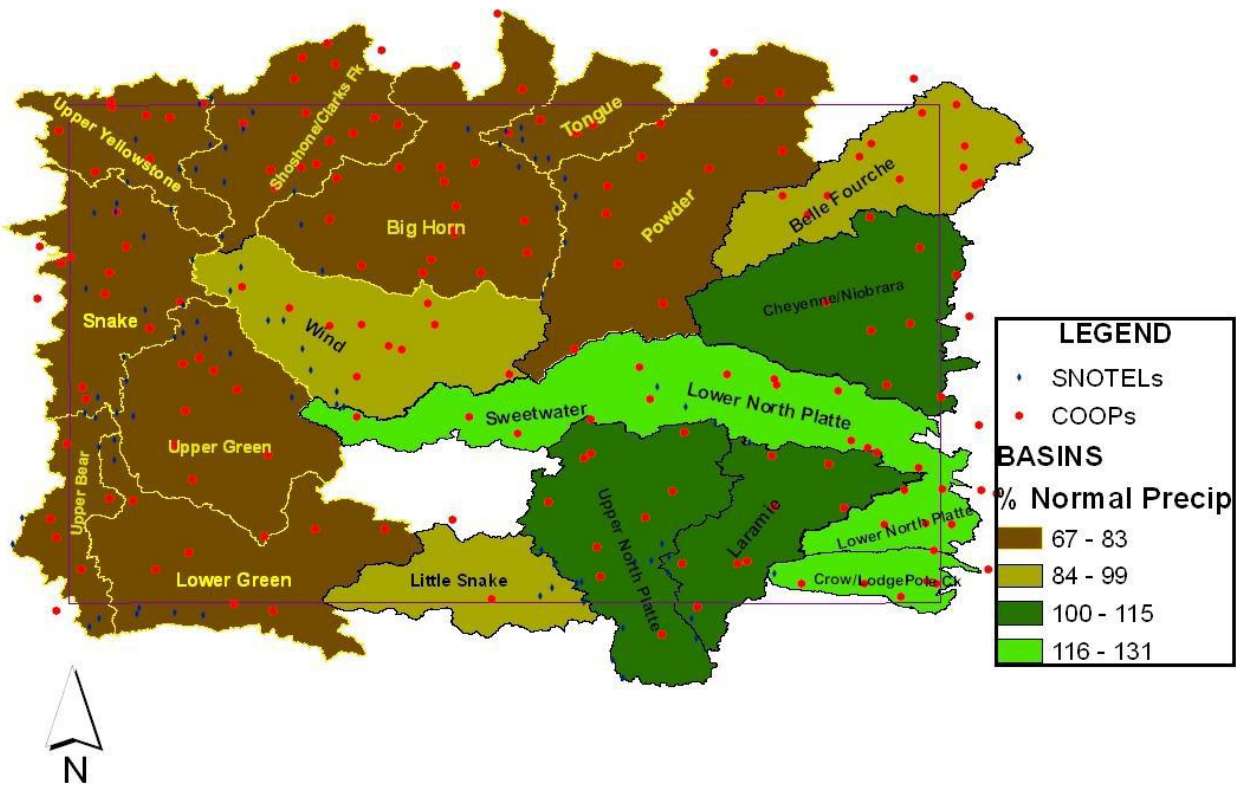 Upper Yellowstone
Shoshone/Clarks Fk
Tongue
Big Horn
Powder
Belle Fourche
Snake
Wind
Cheyenne/Niobrara
Sweetwater
Lower North Platte
Upper Green
Upper Bear
Upper North Platte
Laramie
Lower North Platte
Lower Green
Little Snake
Crow/LodgePole Ck
LEGEND
SNOTELs
COOPs
BASINS
% Normal Precip
67 - 83
84 - 99
100 - 115
116 - 131
N